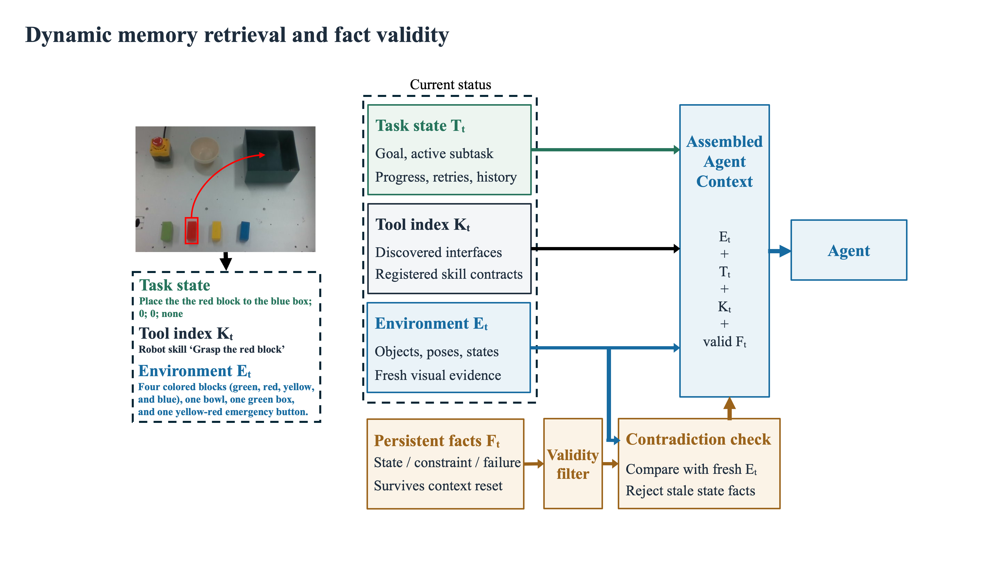 Dynamic memory retrieval and fact validity
Task state
Place the the red block to the blue box;
0; 0; none
Tool index Kₜ
Robot skill ‘Grasp the red block’
Environment Eₜ
Four colored blocks (green, red, yellow,
and blue), one bowl, one green box,
and one yellow-red emergency button.
Current status
Task state Tₜ
Goal, active subtask
Progress, retries, history
Tool index Kₜ
Discovered interfaces
Registered skill contracts
Environment Eₜ
Objects, poses, states
Fresh visual evidence
Persistent facts Fₜ
State / constraint / failure
Survives context reset
Validity
filter
Contradiction check
Compare with fresh Eₜ
Reject stale state facts
Assembled
Agent
Context
Eₜ
+
Tₜ
+
Kₜ
+
valid Fₜ
Agent